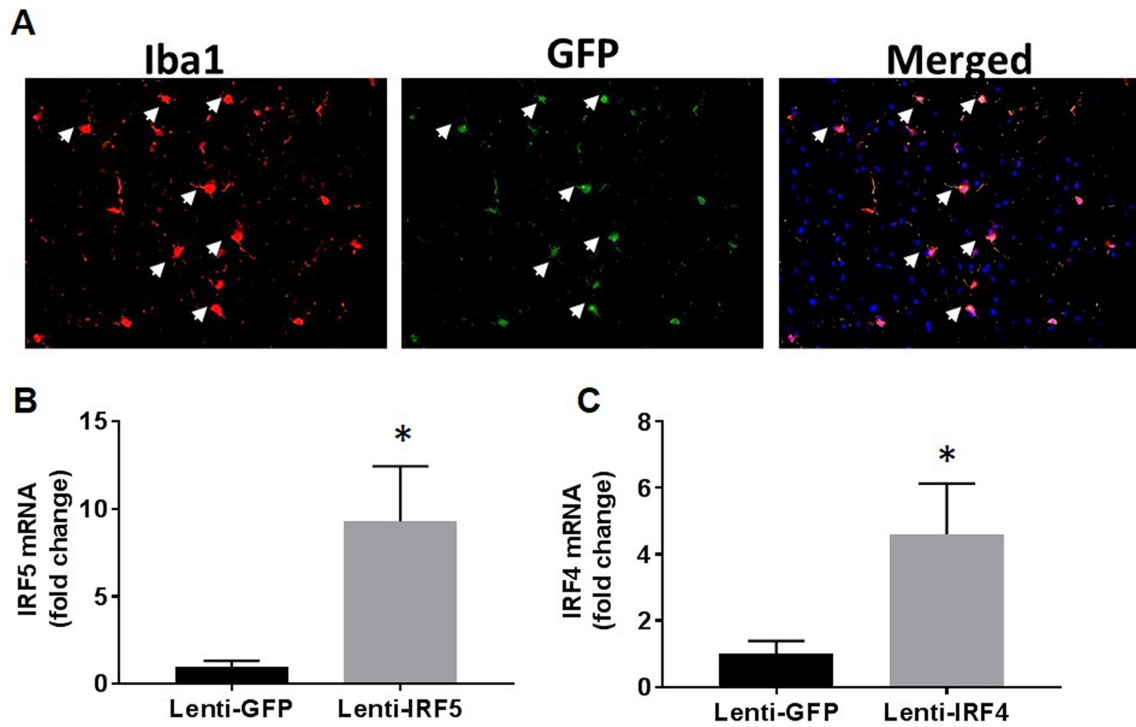 A
Iba1
GFP
Merged
B
IRF5 mRNA
(fold change)
15
10
5
0
*
Lenti-GFP
Lenti-IRF5
C
IRF4 mRNA
(fold change)
8
6
4
2
0
*
Lenti-GFP
Lenti-IRF4